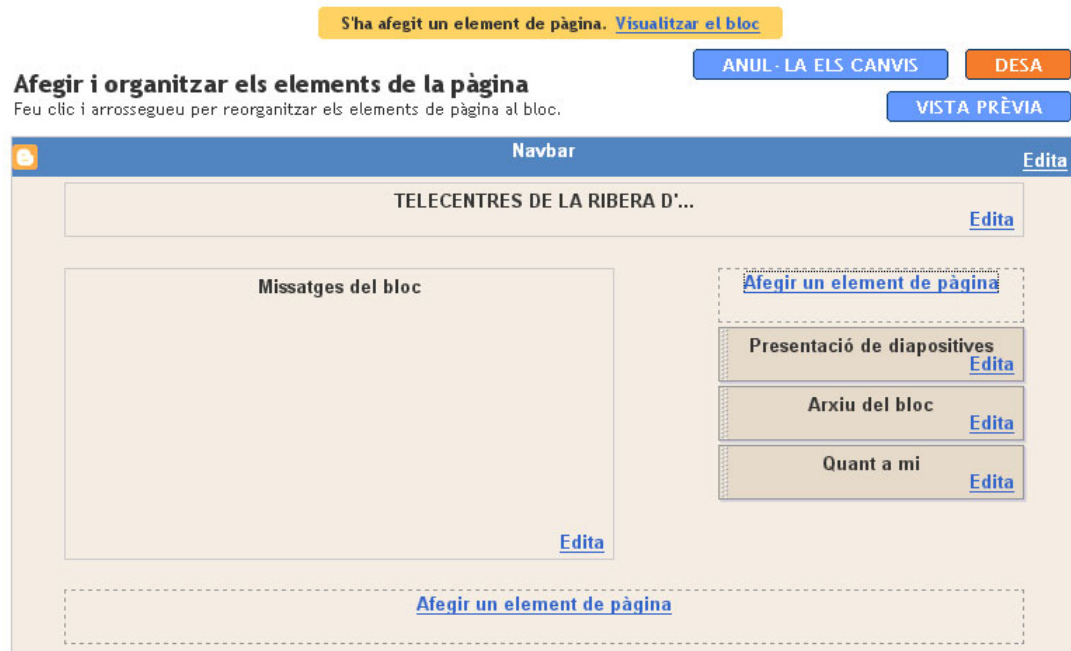 S'ha afegit un element de pàgina. Visualitzar el bloc
ANUL·LA ELS CANVIS
DESA
Afegir i organitzar els elements de la pàgina
Feu clic i arrossegueu per reorganitzar els elements de pàgina al bloc.
VISTA PRÈVIA
Navbar
Edita
TELECENTRES DE LA RIBERA D'...
Edita
Missatges del bloc
Edita
Afegir un element de pàgina
Presentació de diapositives
Edita
Arxiu del bloc
Edita
Quant a mi
Edita
Afegir un element de pàgina